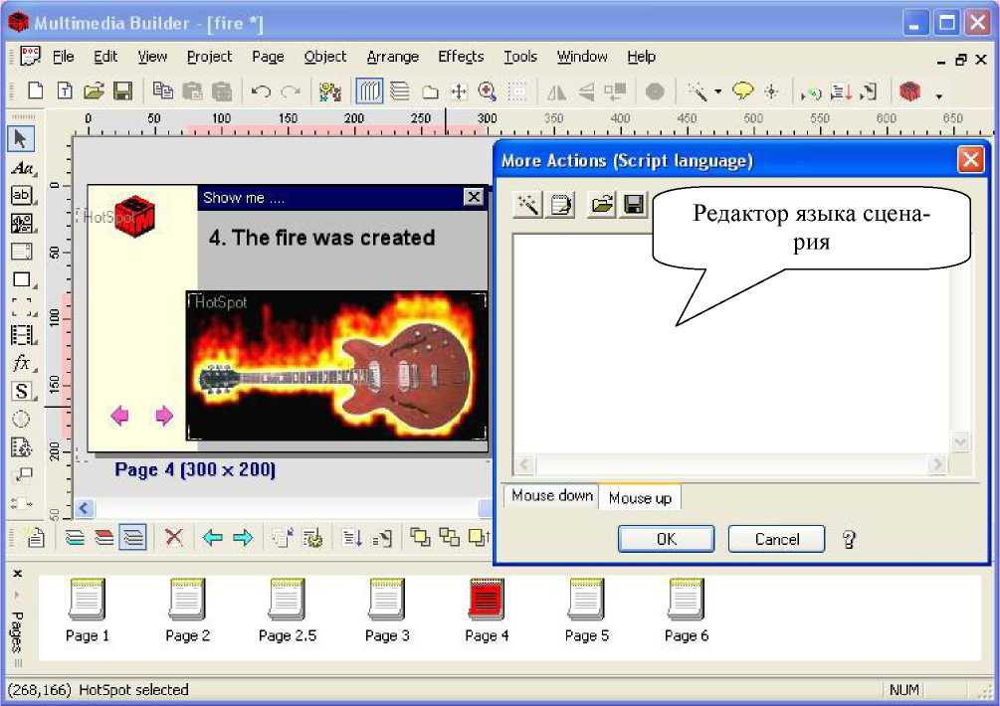 Multimedia Builder - [fire *]
File Edit View Project Page Object Arrange Effects Tools Window Help
0 50 100 150 200 250 300 350 400 450 500 550 600 650
More Actions (Script language)
Редактор языка сцена-
рия
Mouse down Mouse up
OK Cancel
Aa
ab
fx
S
0
50
100
150
200
50
HotSpot
Show me ....
4. The fire was created
HotSpot
Page 4 (300 x 200)
Pages
Page 1 Page 2 Page 2.5 Page 3 Page 4 Page 5 Page 6
(268,166) HotSpot selected NUM